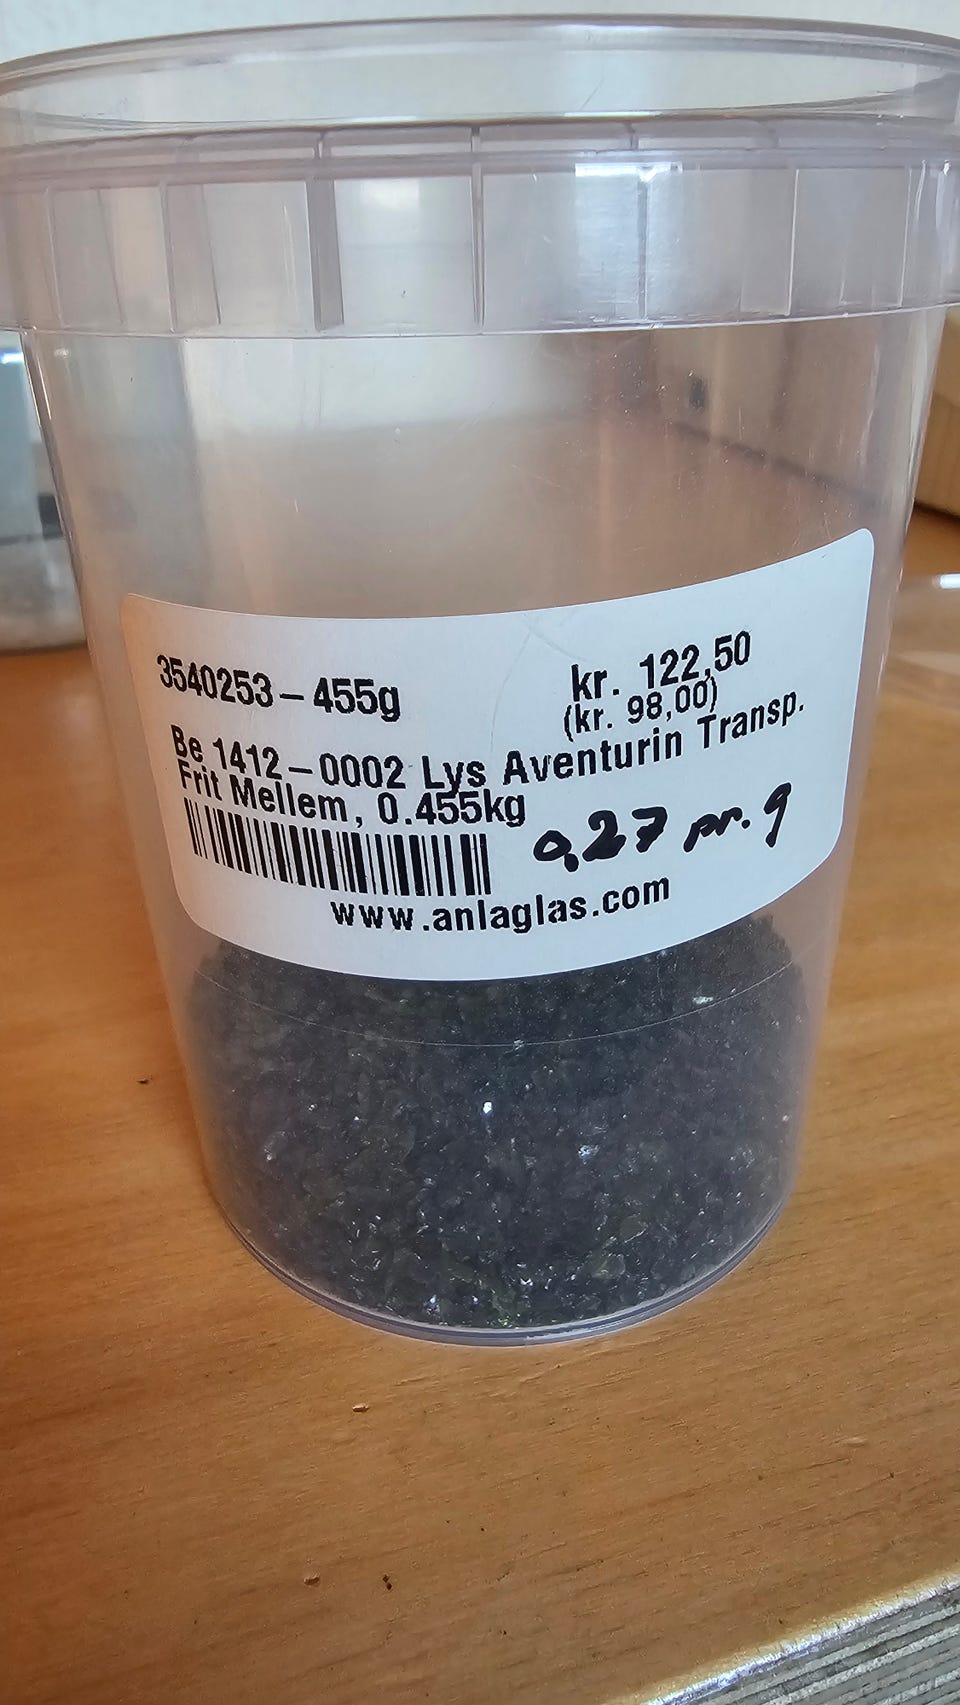 3540253-455g
kr. 122,50
(kr. 98,00)
Be 1412-0002 Lys Aventurin Transp.
Frit Mellem, 0.455kg
0,27 pr. g
www.anlaglas.com